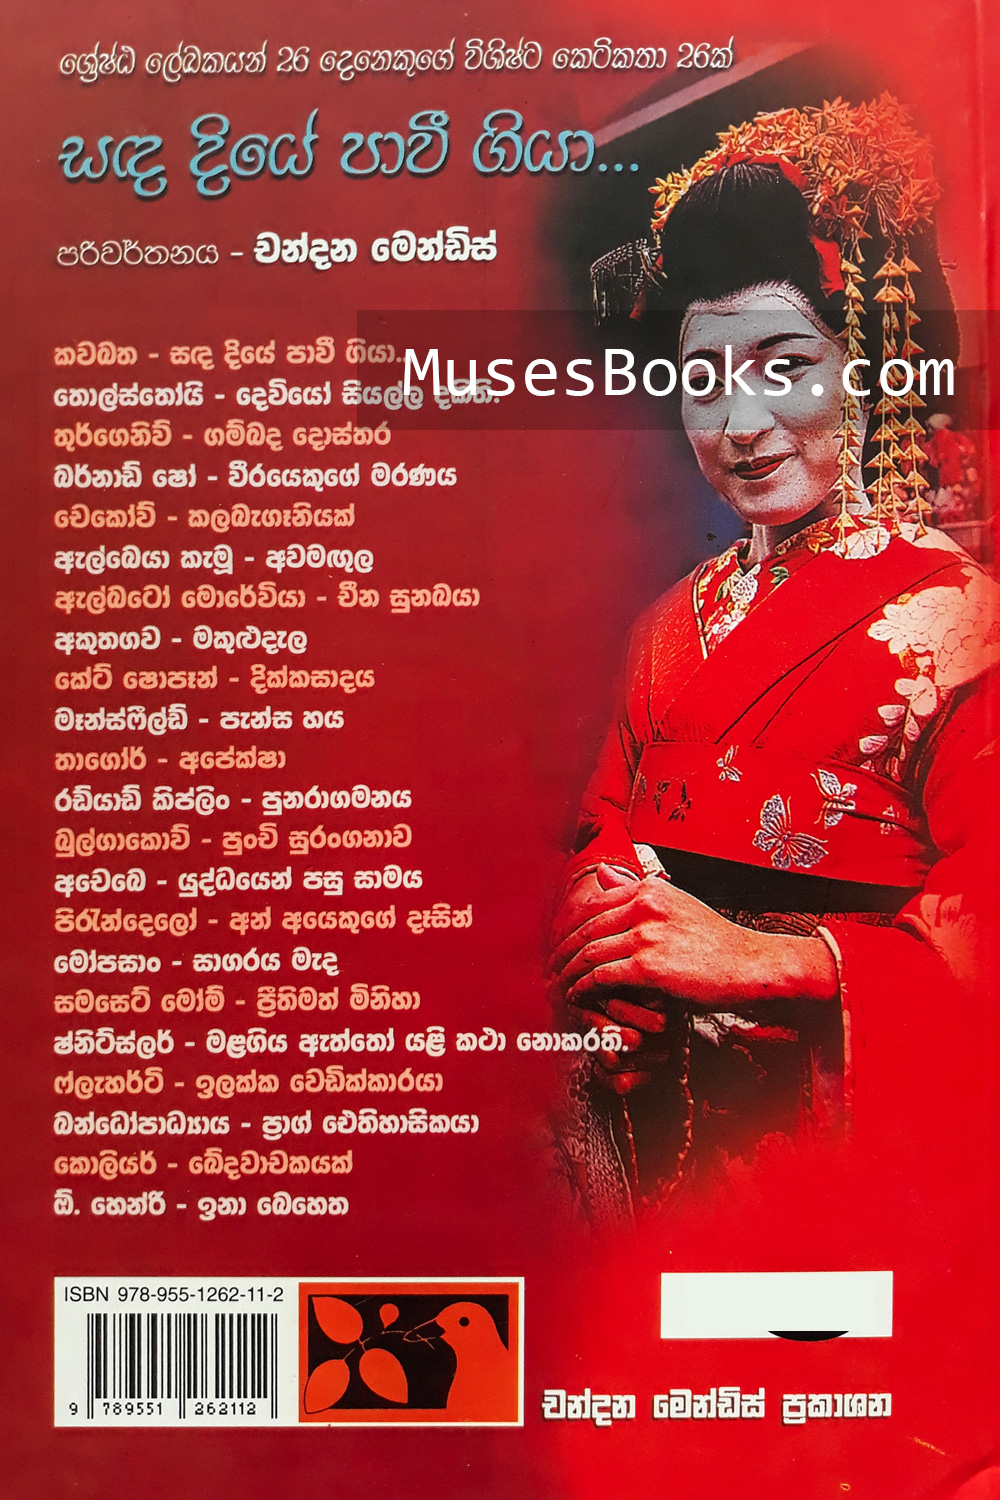 ශ්‍රේෂ්ඨ ලේඛකයන් 26 දෙනෙකුගේ විශිෂ්ට කෙටිකතා 26ක්
සඳ දියේ පාවී ගියා...
පරිවර්තනය - චන්දන මෙන්ඩිස්
කවබත - සඳ දියේ පාවී ගියා..
MusesBooks.com
තොල්ස්තෝයි - දෙවියෝ සියල්ල දකිති.
තුර්ගෙනිව් - ගම්බද දොස්තර
බර්නාඩ් ෂෝ - වීරයෙකුගේ මරණය
චෙකෝව් - කලබැගෑනියක්
ඇල්බෙයා කැමූ - අවමඟුල
ඇල්බටෝ මොරේවියා - චීන සුනඛයා
අකුතගව - මකුළුදැල
කේට් ෂොපෑන් - දික්කසාදය
මෑන්ස්ෆීල්ඩ් - පැන්ස හය
තාගෝර් - අපේක්ෂා
රඩ්යාඩ් කිප්ලිං - පුනරාගමනය
බුල්ගාකොව් - පුංචි සුරංගනාව
අචෙබෙ - යුද්ධයෙන් පසු සාමය
පිරැන්දෙලෝ - අන් අයෙකුගේ දෑසින්
මෝපසාං - සාගරය මැද
සමසෙට් මෝම් - ප්‍රීතිමත් මිනිහා
ෂ්නිට්ස්ලර් - මළගිය ඇත්තෝ යළි කථා නොකරති.
ෆ්ලැහර්ටි - ඉලක්ක වෙඩික්කාරයා
බන්ධෝපාධ්‍යාය - ප්‍රාග් ඓතිහාසිකයා
කොලියර් - ඛේදවාචකයක්
ඕ. හෙන්රි - ඉනා බෙහෙත
ISBN 978-955-1262-11-2
9 789551 262112
චන්දන මෙන්ඩිස් ප්‍රකාශන